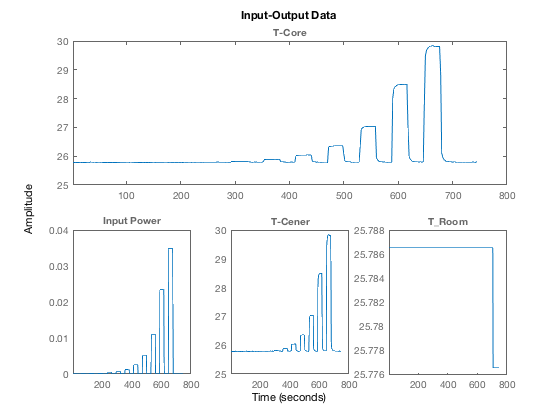 Input-Output Data
T-Core
30
29
28
27
26
25
100 200 300 400 500 600 700 800
Amplitude
Input Power
0.04
0.03
0.02
0.01
0
200 400 600 800
T-Cener
30
29
28
27
26
25
200 400 600 800
T_Room
25.788
25.786
25.784
25.782
25.78
25.778
25.776
200 400 600 800
Time (seconds)